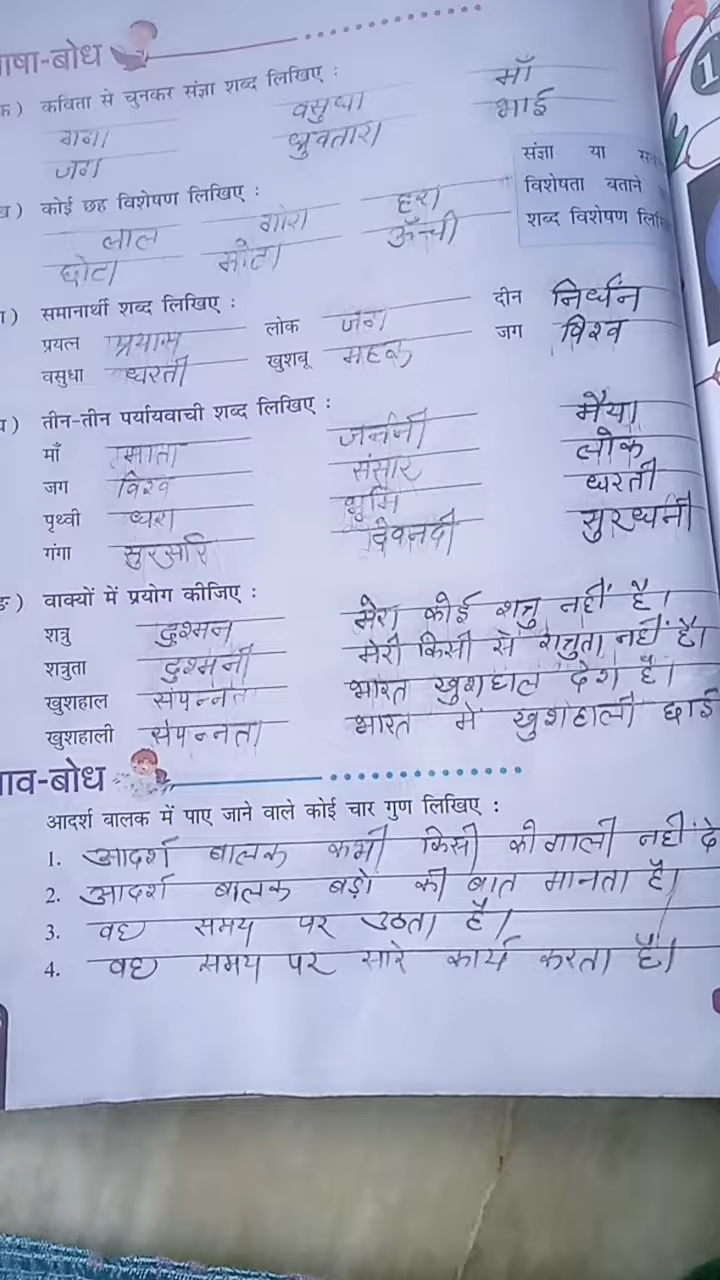 भाषा-बोध
क) कविता से चुनकर संज्ञा शब्द लिखिए :
गंगा वसुधा माँ
जग ध्रुवतारा भाई
ख) कोई छह विशेषण लिखिए :
लाल गोरा हरा
छोटा मोटा ऊँची
संज्ञा या
विशेषता बताने
शब्द विशेषण
ग) समानार्थी शब्द लिखिए :
प्रयत्न प्रयास लोक जग दीन निर्धन
वसुधा धरती खुशबू महक जग विश्व
घ) तीन-तीन पर्यायवाची शब्द लिखिए :
माँ माता जननी मैया
जग विश्व संसार लोक
पृथ्वी धरा भूमि धरती
गंगा सुरसरि देवनदी सुरधनी
ङ) वाक्यों में प्रयोग कीजिए :
शत्रु दुश्मन मेरा कोई शत्रु नहीं है।
शत्रुता दुश्मनी मेरी किसी से शत्रुता नहीं है।
खुशहाल संपन्नता भारत खुशहाल देश है।
खुशहाली संपन्नता भारत में खुशहाली छाई
भाव-बोध
आदर्श बालक में पाए जाने वाले कोई चार गुण लिखिए :
1. आदर्श बालक कभी किसी की गाली नहीं दे
2. आदर्श बालक बड़ो की बात मानता है।
3. वह समय पर उठता है।
4. वह समय पर सारे कार्य करता है।
1